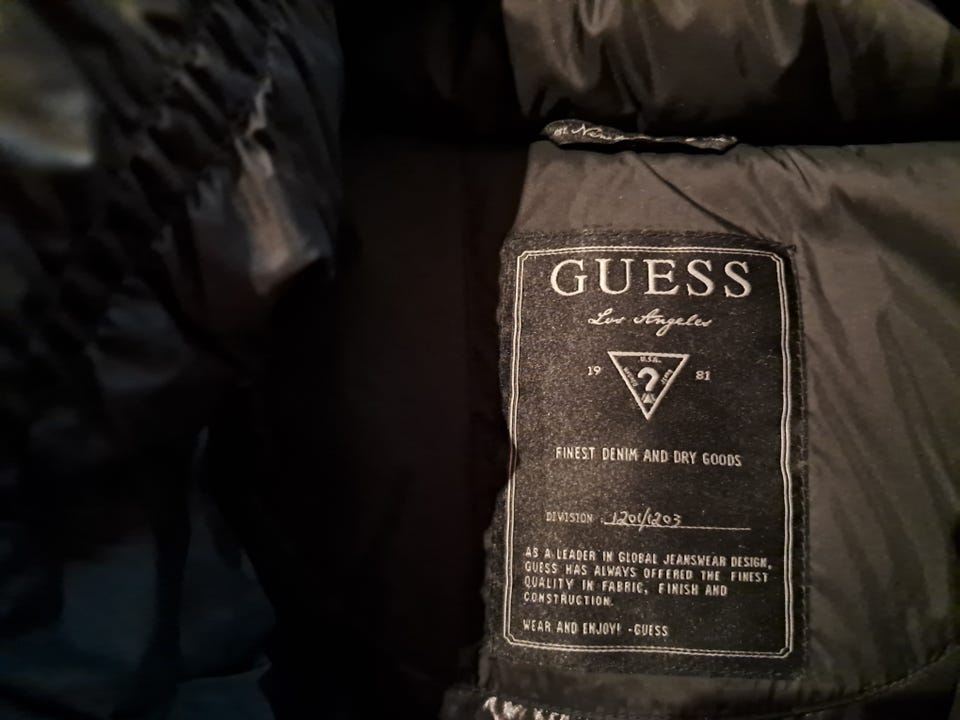 GUESS
Los Angeles
U.S.A.
19 ? 81
FINEST DENIM AND DRY GOODS
DIVISION : 1201/1203
AS A LEADER IN GLOBAL JEANSWEAR DESIGN,
GUESS HAS ALWAYS OFFERED THE FINEST
QUALITY IN FABRIC, FINISH AND
CONSTRUCTION.
WEAR AND ENJOY! -GUESS